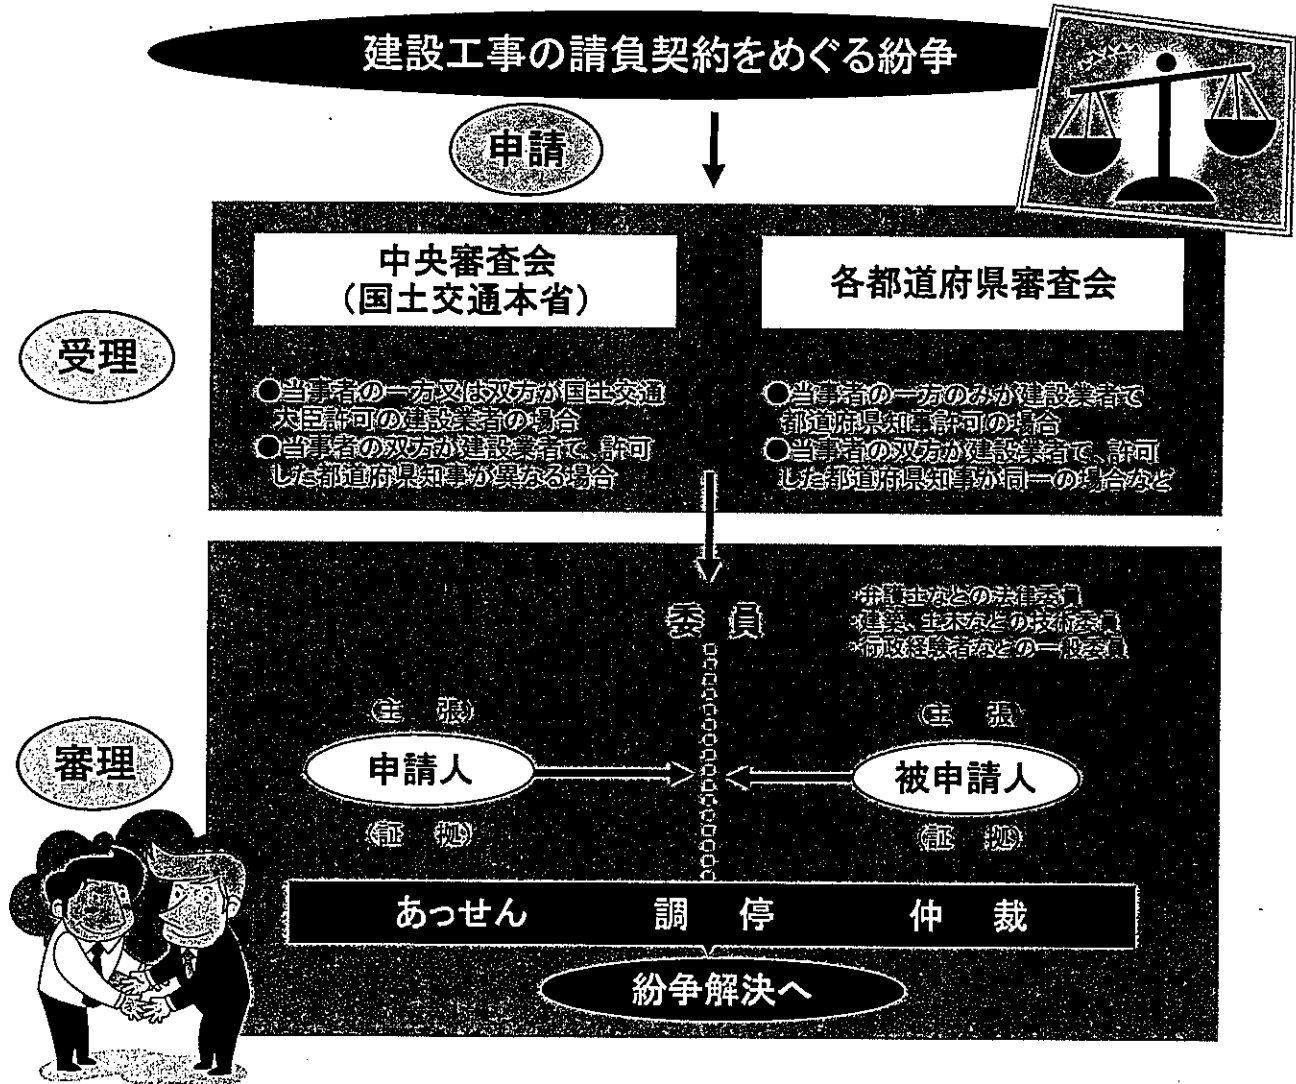 建設工事の請負契約をめぐる紛争
申請
中央審査会
（国土交通本省）
各都道府県審査会
受理
●当事者の一方又は双方が国土交通
大臣許可の建設業者の場合
●当事者の双方が建設業者で、許可
した都道府県知事が異なる場合
●当事者の一方のみが建設業者で
都道府県知事許可の場合
●当事者の双方が建設業者で、許可
した都道府県知事が同一の場合など
委　員
・弁護士などの法律委員
・建築、土木などの技術委員
・行政経験者などの一般委員
審理
（主　張）
申請人
（証　拠）
（主　張）
被申請人
（証　拠）
あっせん　調　停　仲　裁
紛争解決へ